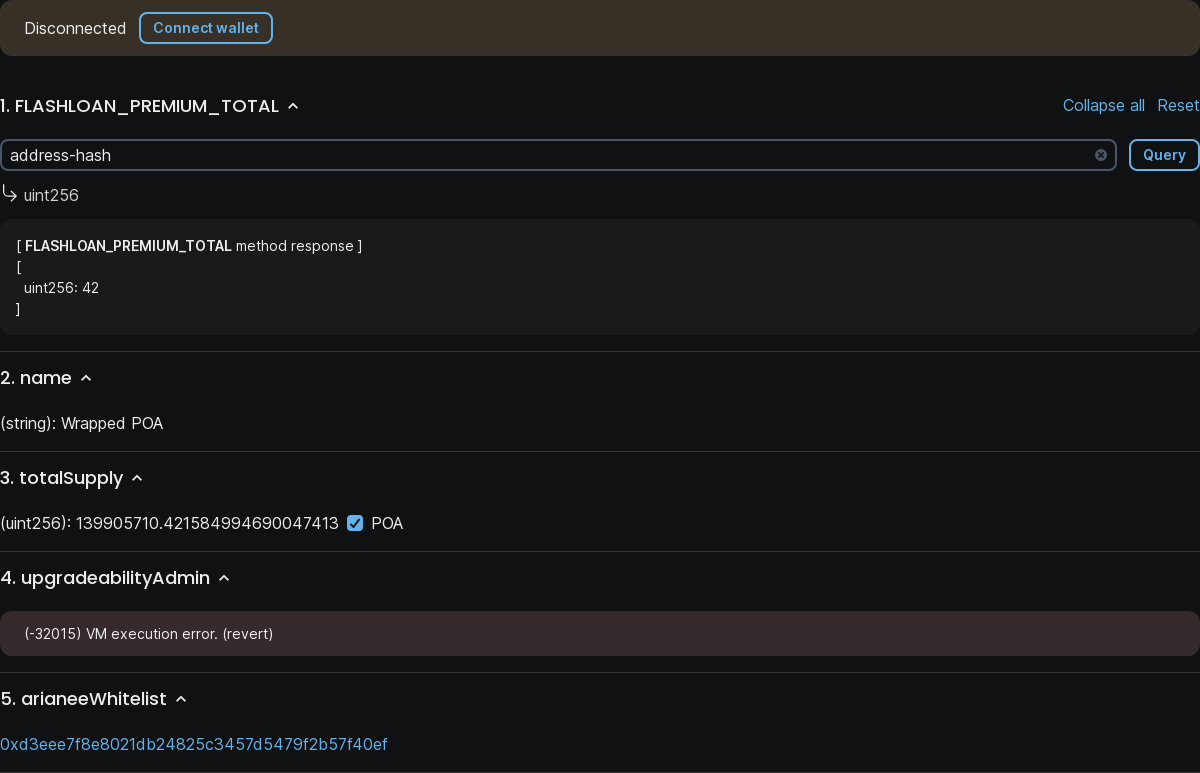 Disconnected Connect wallet
1. FLASHLOAN_PREMIUM_TOTAL Collapse all Reset
address-hash Query
uint256
[ FLASHLOAN_PREMIUM_TOTAL method response ]
[
uint256: 42
]
2. name
(string): Wrapped POA
3. totalSupply
(uint256): 139905710.421584994690047413 POA
4. upgradeabilityAdmin
(-32015) VM execution error. (revert)
5. arianeeWhitelist
0xd3eee7f8e8021db24825c3457d5479f2b57f40ef